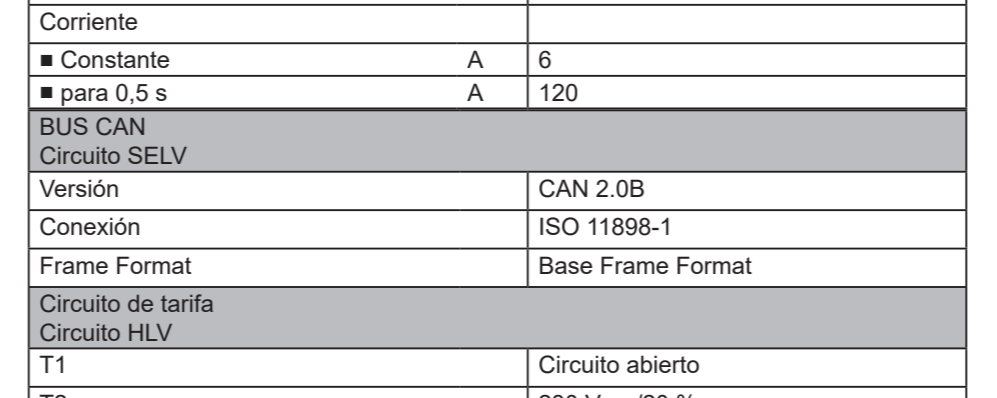 Corriente
■ Constante A 6
■ para 0,5 s A 120
BUS CAN
Circuito SELV
Versión CAN 2.0B
Conexión ISO 11898-1
Frame Format Base Frame Format
Circuito de tarifa
Circuito HLV
T1 Circuito abierto